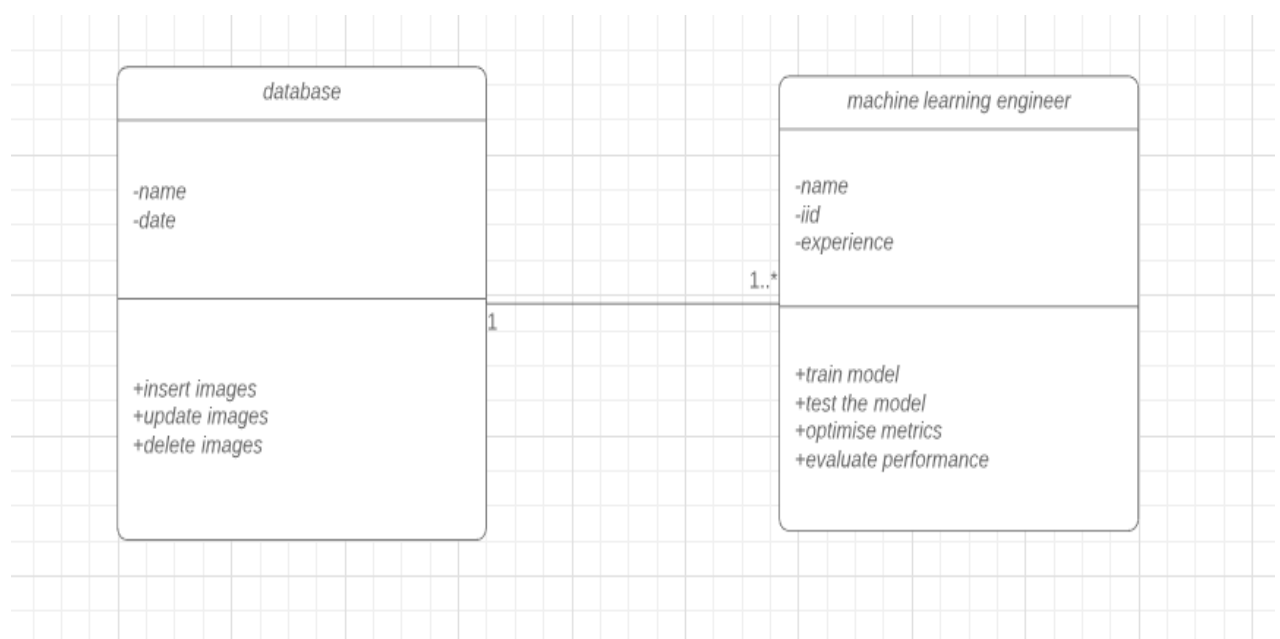 database
-name
-date
+insert images
+update images
+delete images
1
1..*
machine learning engineer
-name
-iid
-experience
+train model
+test the model
+optimise metrics
+evaluate performance